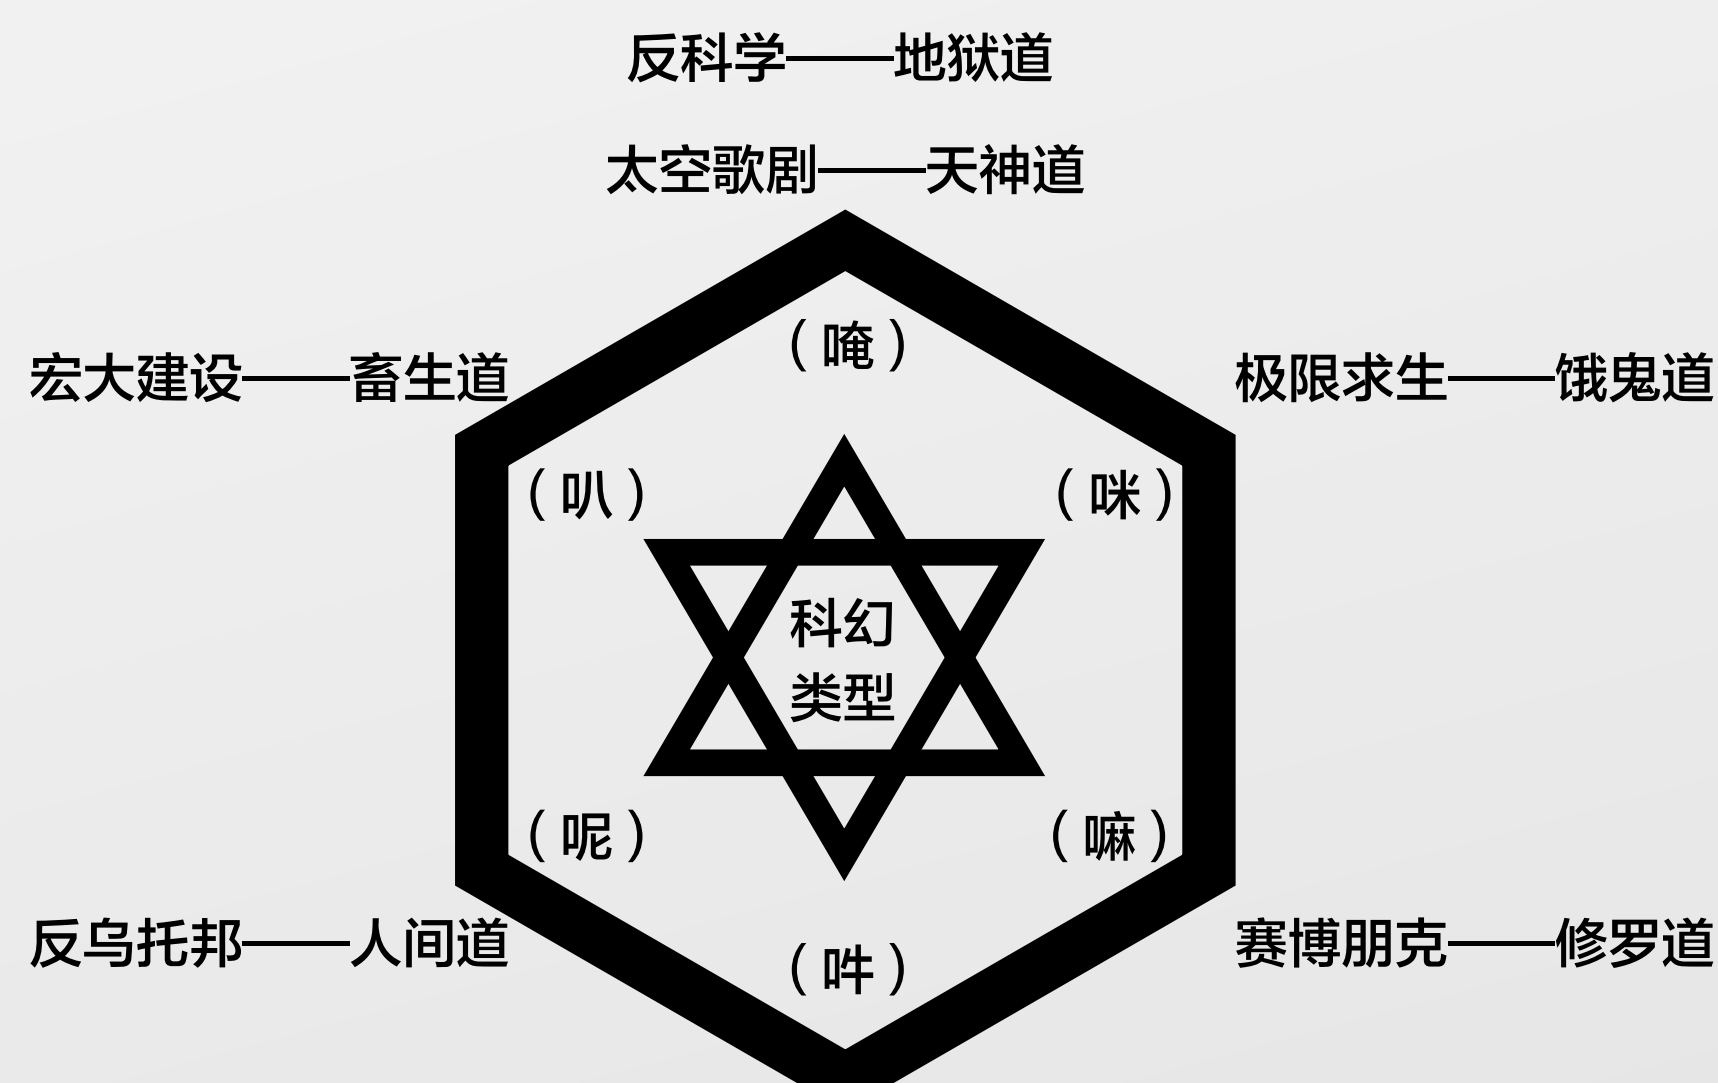 反科学——地狱道
太空歌剧——天神道
（唵）
宏大建设——畜生道
极限求生——饿鬼道
（叭）
（咪）
科幻
类型
（呢）
（嘛）
反乌托邦——人间道
赛博朋克——修罗道
（吽）